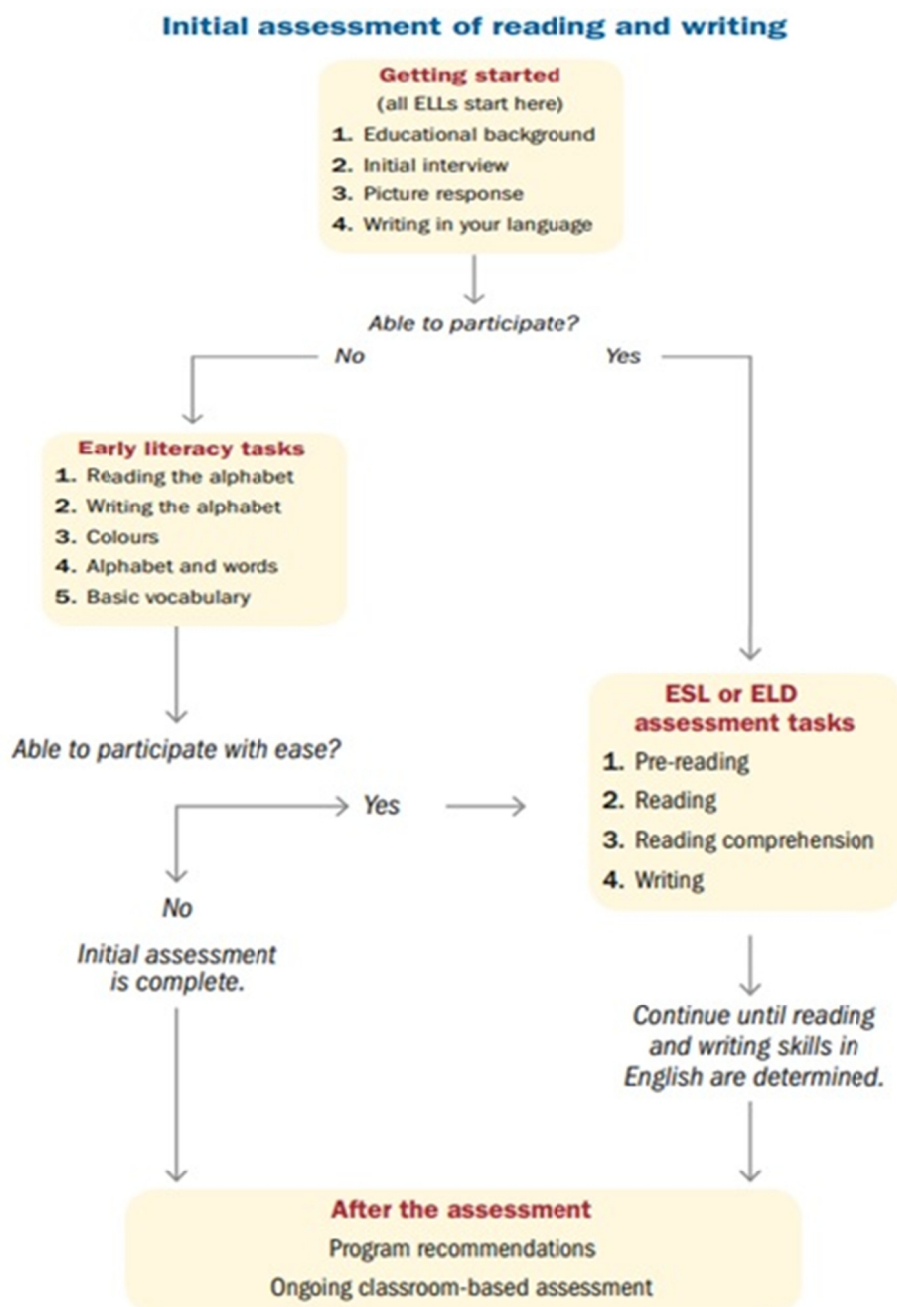 Initial assessment of reading and writing
Getting started
(all ELLs start here)
1. Educational background
2. Initial interview
3. Picture response
4. Writing in your language
Able to participate?
No
Yes
Early literacy tasks
1. Reading the alphabet
2. Writing the alphabet
3. Colours
4. Alphabet and words
5. Basic vocabulary
ESL or ELD
assessment tasks
1. Pre-reading
2. Reading
3. Reading comprehension
4. Writing
Able to participate with ease?
Yes
No
Initial assessment
is complete.
Continue until reading
and writing skills in
English are determined.
After the assessment
Program recommendations
Ongoing classroom-based assessment